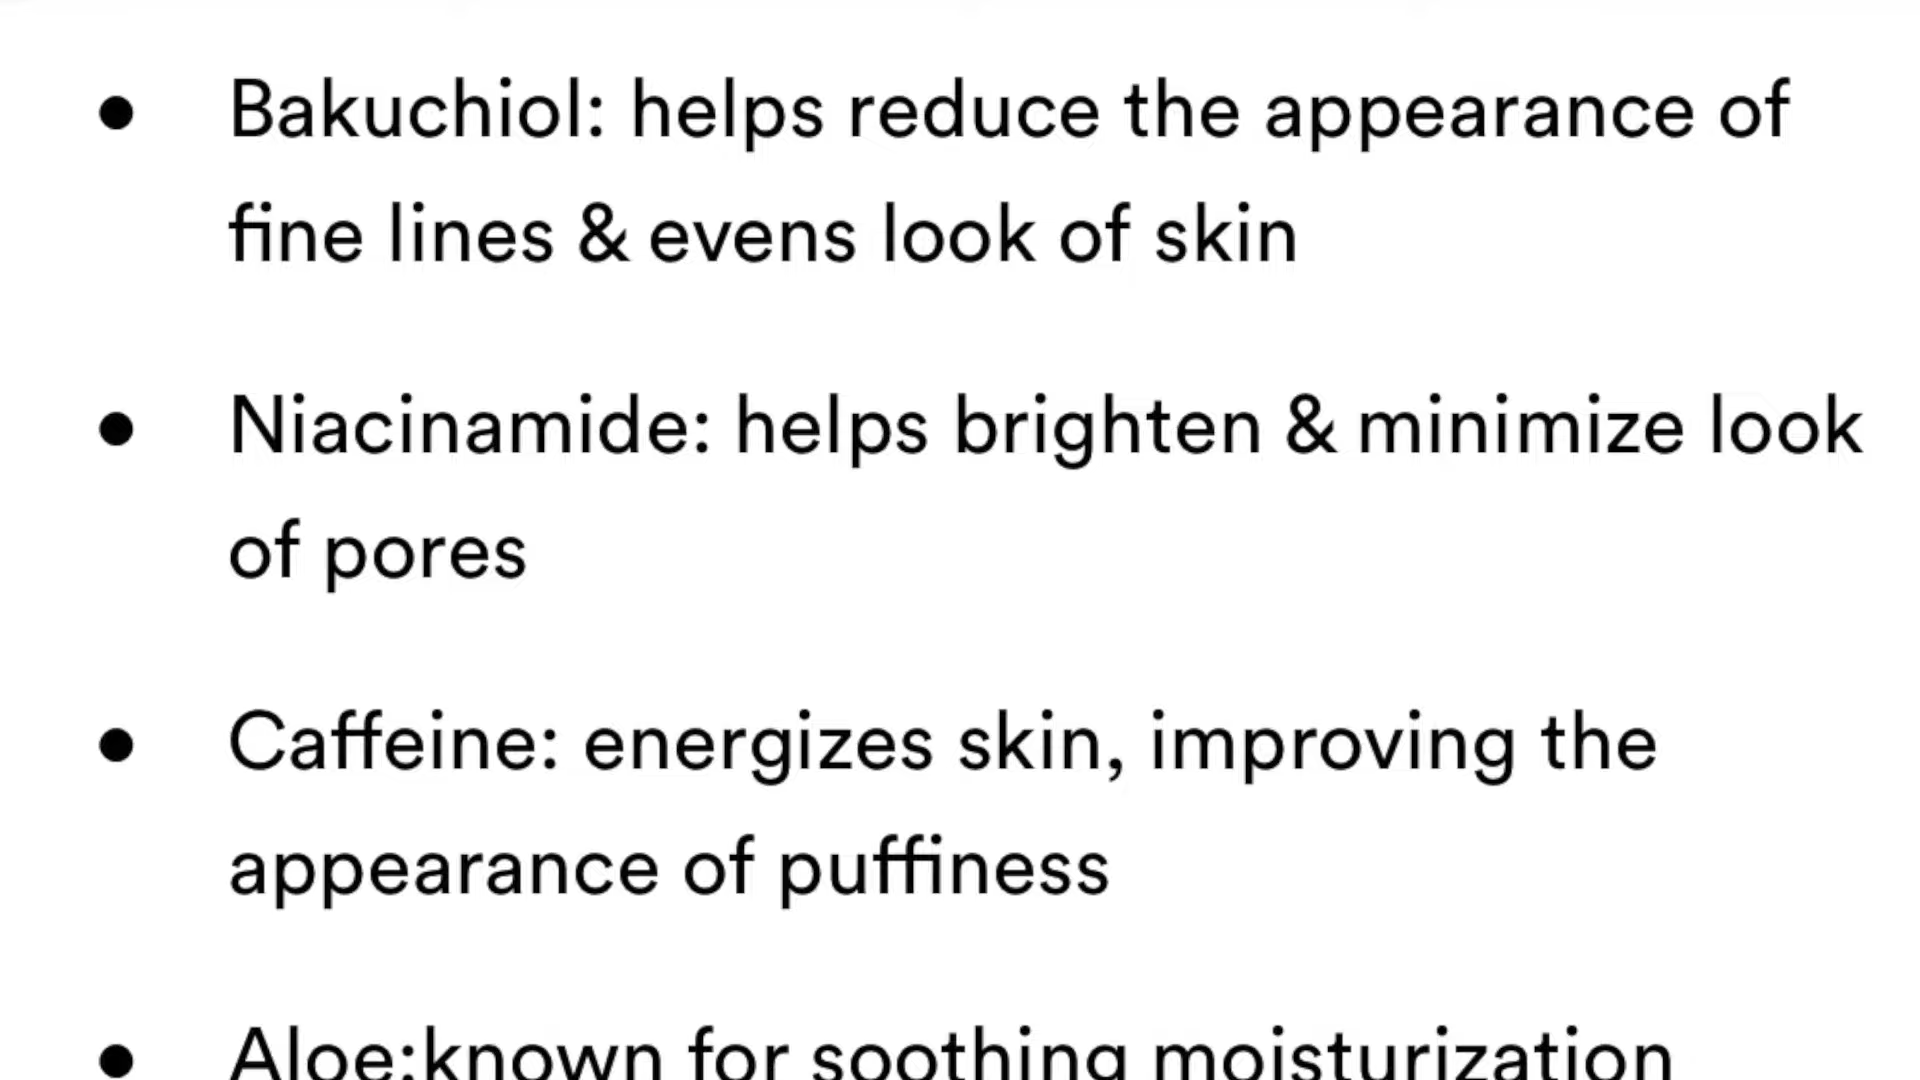 ● Bakuchiol: helps reduce the appearance of
fine lines & evens look of skin
● Niacinamide: helps brighten & minimize look
of pores
● Caffeine: energizes skin, improving the
appearance of puffiness
● Aloe:known for soothing moisturization